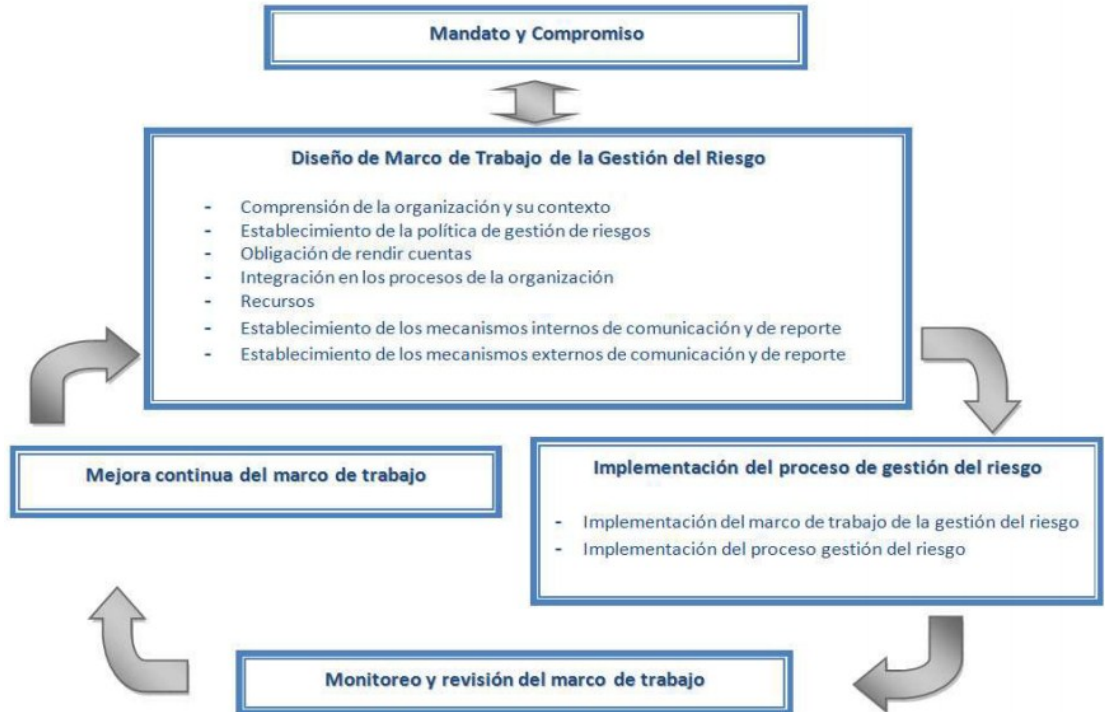 Mandato y Compromiso
Diseño de Marco de Trabajo de la Gestión del Riesgo
- Comprensión de la organización y su contexto
- Establecimiento de la política de gestión de riesgos
- Obligación de rendir cuentas
- Integración en los procesos de la organización
- Recursos
- Establecimiento de los mecanismos internos de comunicación y de reporte
- Establecimiento de los mecanismos externos de comunicación y de reporte
Mejora continua del marco de trabajo
Implementación del proceso de gestión del riesgo
- Implementación del marco de trabajo de la gestión del riesgo
- Implementación del proceso gestión del riesgo
Monitoreo y revisión del marco de trabajo